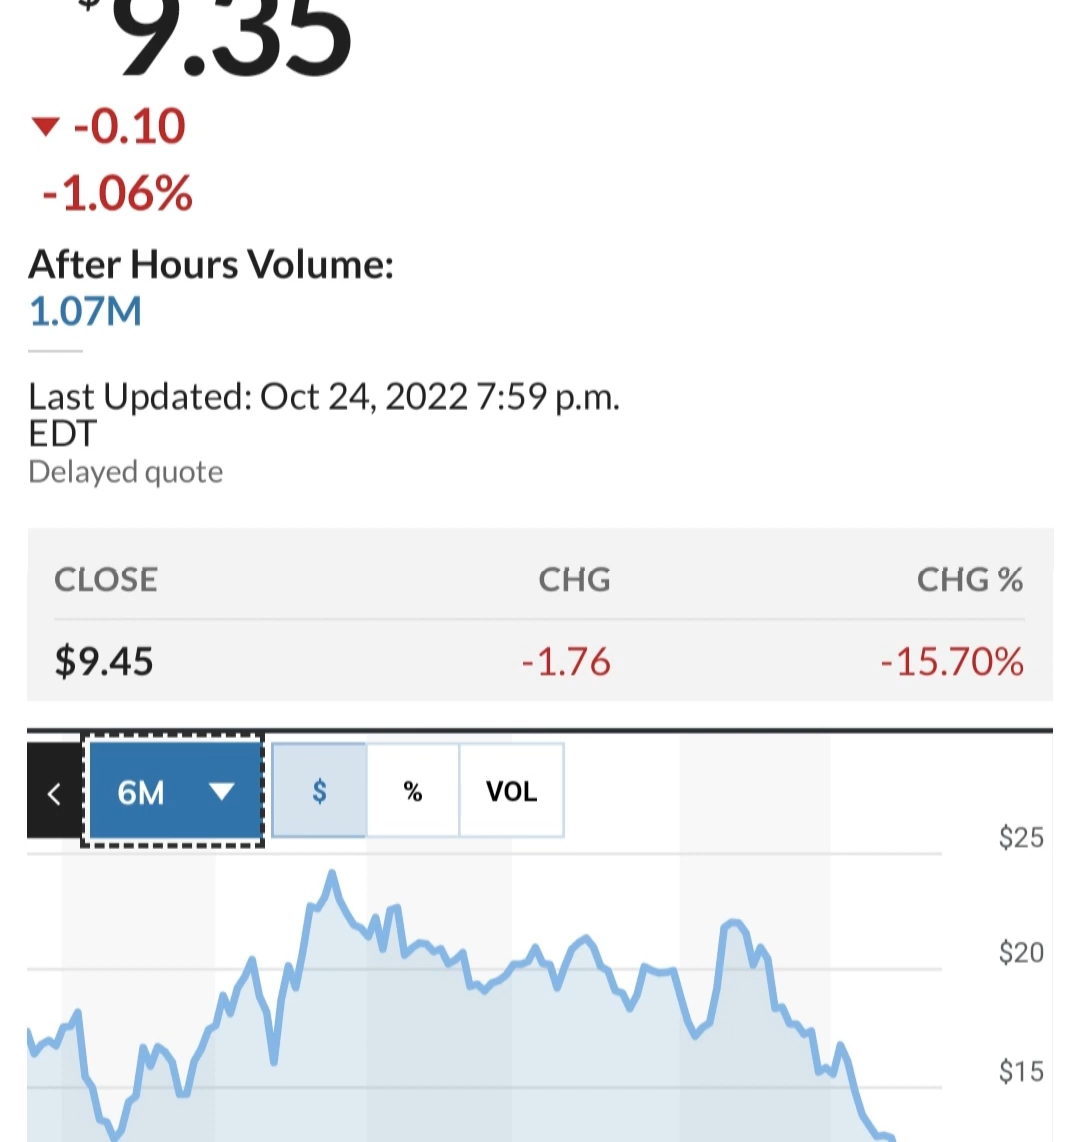 $9.35
-0.10
-1.06%
After Hours Volume:
1.07M
Last Updated: Oct 24, 2022 7:59 p.m.
EDT
Delayed quote
CLOSE CHG CHG %
$9.45 -1.76 -15.70%
6M $ % VOL
$25
$20
$15